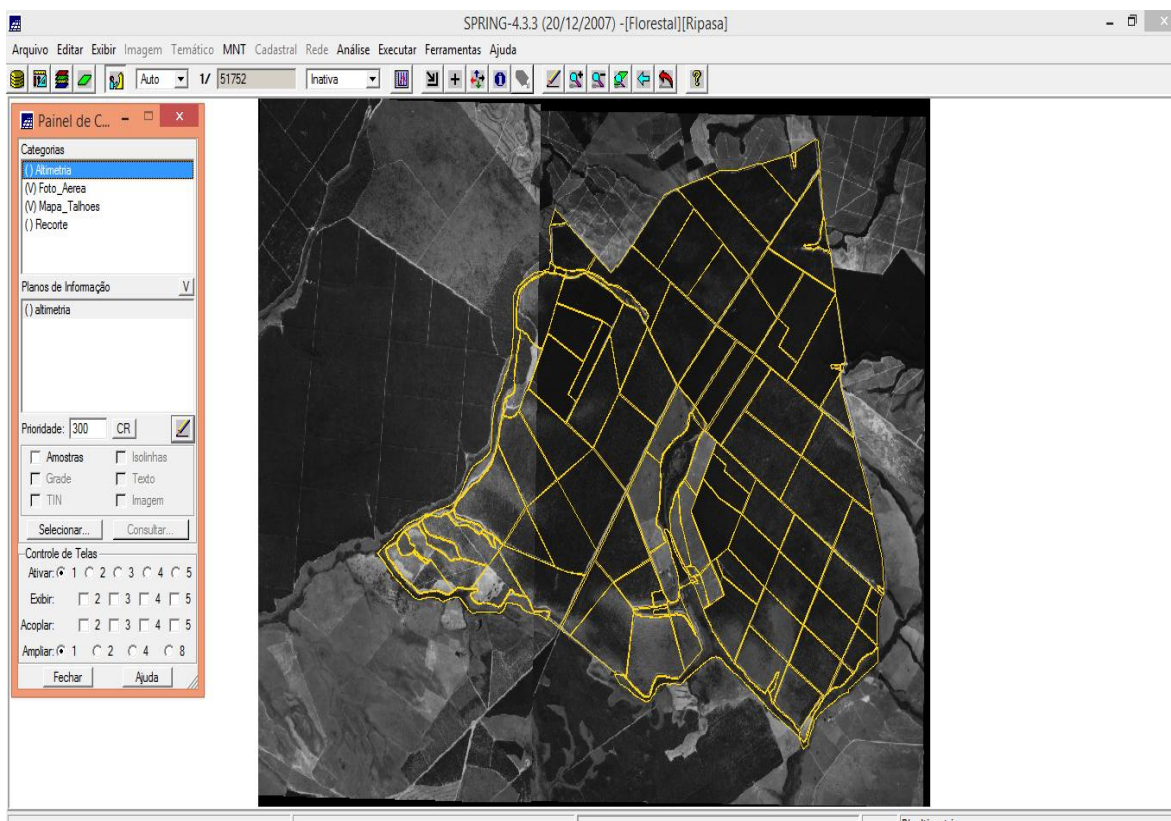 SPRING-4.3.3 (20/12/2007) -[Florestal][Ripasa]
Arquivo Editar Exibir Imagem Temático MNT Cadastral Rede Análise Executar Ferramentas Ajuda
Auto 1/ 51752 Inativa
Painel de C...
Categorias
( ) Altimetria
(V) Foto_Aerea
(V) Mapa_Talhoes
( ) Recorte
Planos de Informação V
( ) altimetria
Prioridade: 300 CR
Amostras Isolinhas
Grade Texto
TIN Imagem
Selecionar... Consultar...
Controle de Telas
Ativar: 1 2 3 4 5
Exibir: 2 3 4 5
Acoplar: 2 3 4 5
Ampliar: 1 2 4 8
Fechar Ajuda